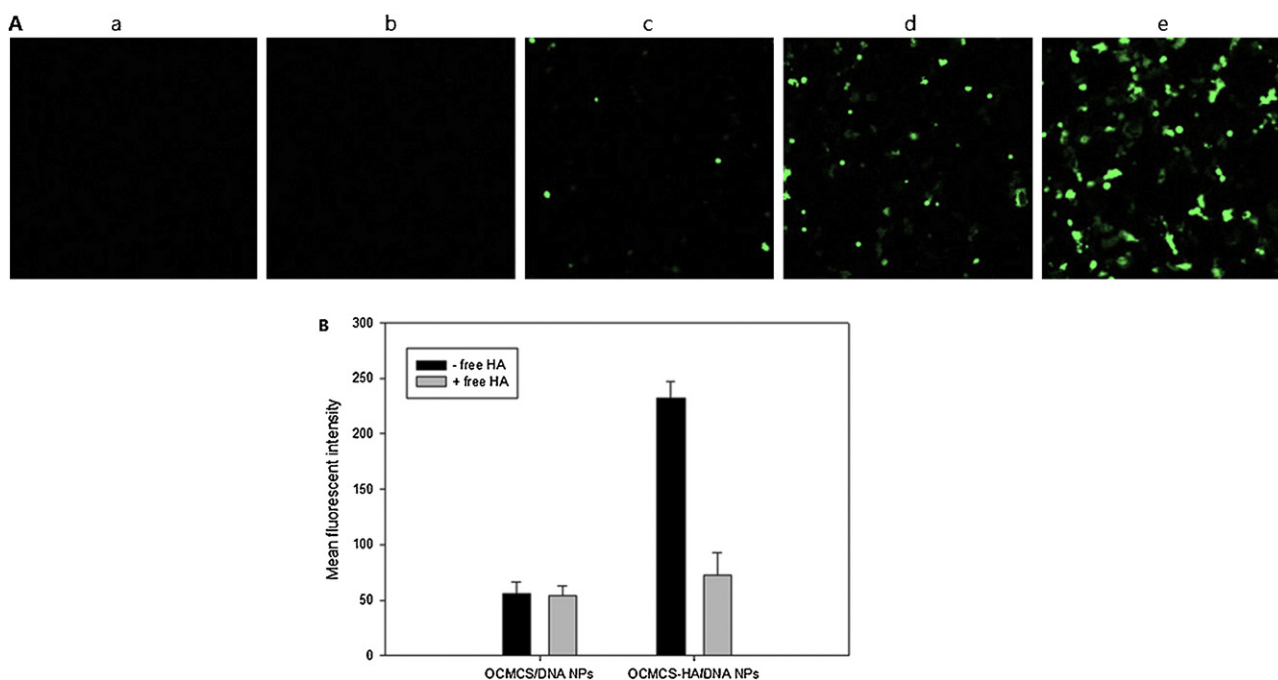 A a b c d e
B
300
250
200
150
100
50
0
Mean fluorescent intensity
- free HA
+ free HA
OCMCS/DNA NPs OCMCS-HA/DNA NPs